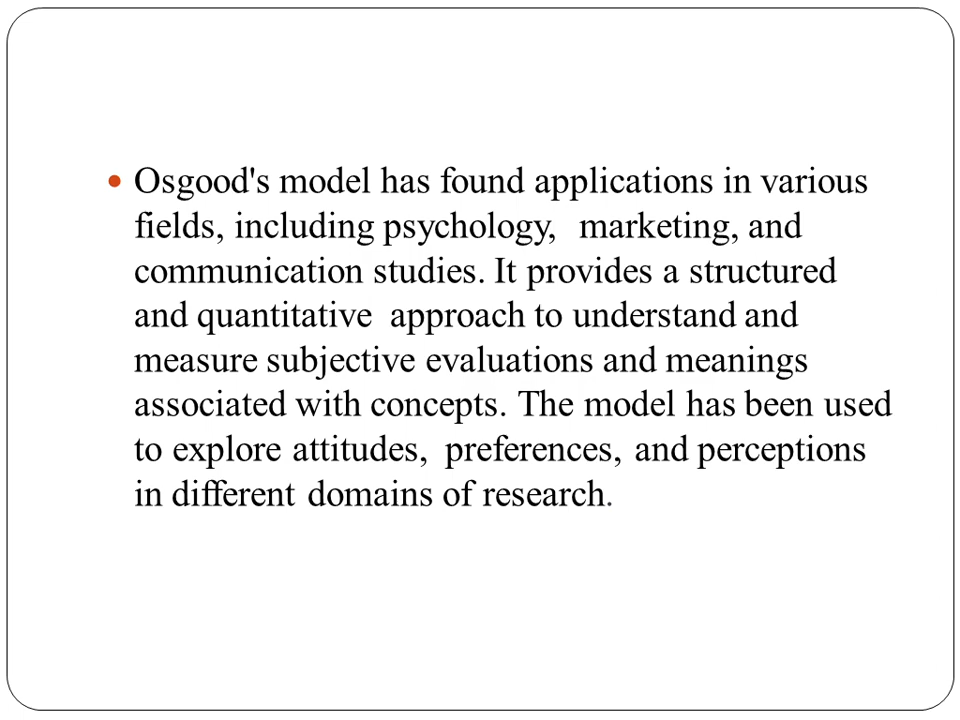 Osgood's model has found applications in various
fields, including psychology,  marketing, and
communication studies. It provides a structured
and quantitative  approach to understand and
measure subjective evaluations and meanings
associated with concepts. The model has been used
to explore attitudes,  preferences, and perceptions
in different domains of research.